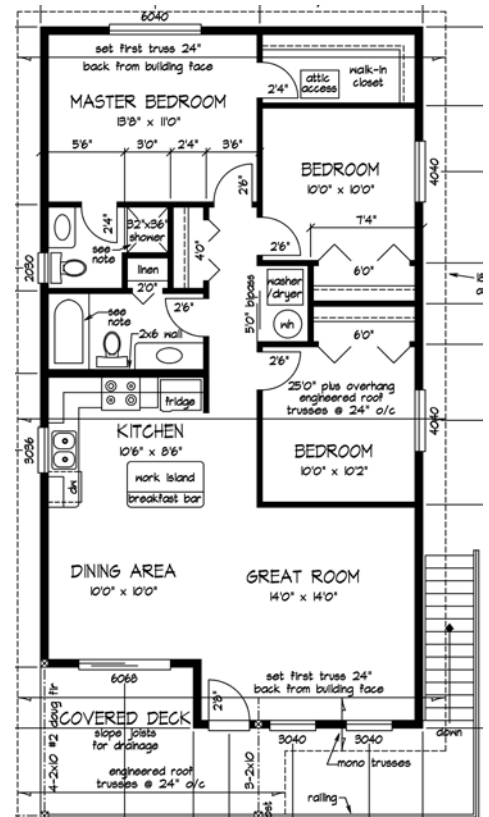 6040
set first truss 24"
back from building face
MASTER BEDROOM
13'8" x 11'0"
2'4"
attic
access
walk-in
closet
5'6"
3'0"
2'4"
3'6"
BEDROOM
10'0" x 10'0"
4040
2'6"
7'4"
2'4"
32"x36"
shower
see
note
4'0"
2'6"
6'0"
2030
linen
2'0"
washer
/dryer
5'0" bipass
wh
see
note
2'6"
2x6 wall
6'0"
2'6"
fridge
25'0" plus overhang
engineered roof
trusses @ 24" o/c
4040
KITCHEN
10'6" x 8'6"
3036
BEDROOM
10'0" x 10'2"
work island
breakfast bar
dw
DINING AREA
10'0" x 10'0"
GREAT ROOM
14'0" x 14'0"
6068
set first truss 24"
back from building face
2'8"
4-2x10 #2 doug fir
COVERED DECK
slope joists
for drainage
3-2x10
3040
3040
down
mono trusses
engineered roof
trusses @ 24" o/c
railing